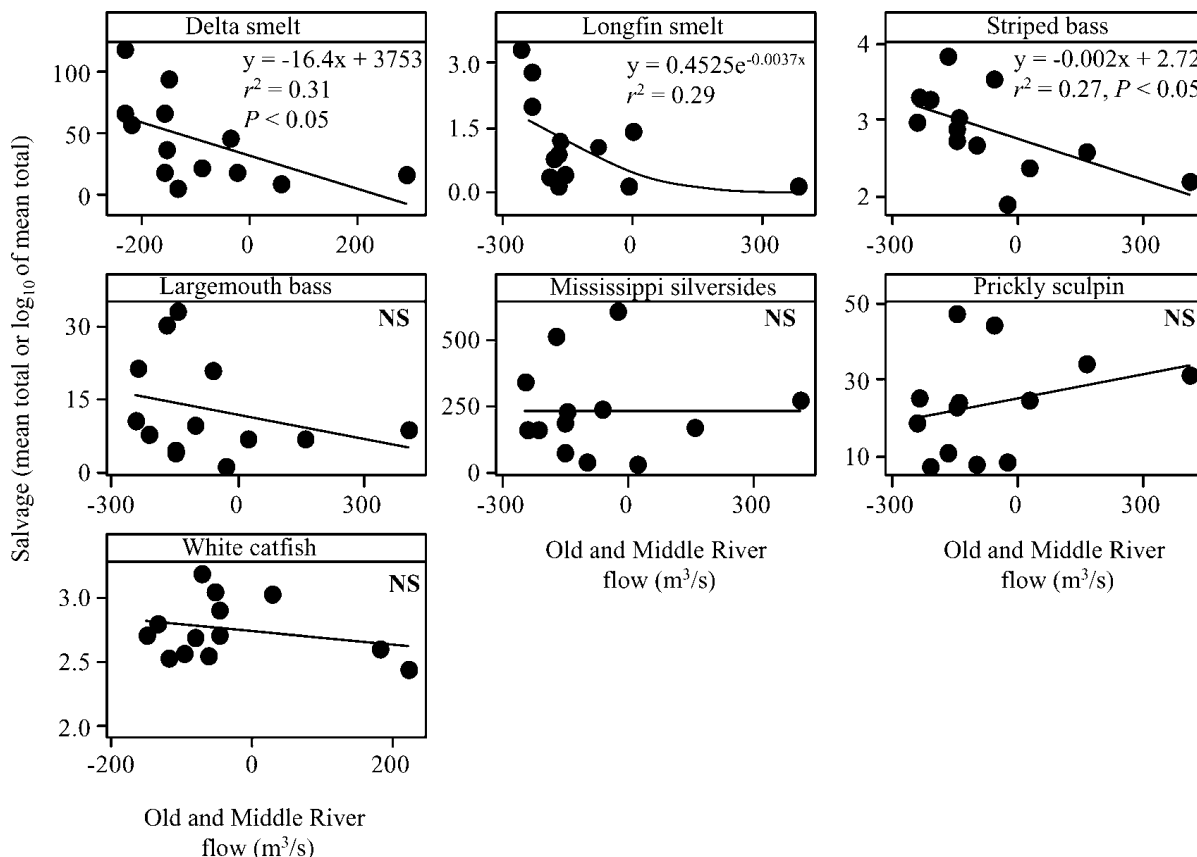 Salvage (mean total or log₁₀ of mean total)
Delta smelt
y = -16.4x + 3753
r² = 0.31
P < 0.05
100
50
0
-200
0
200
Longfin smelt
y = 0.4525e^-0.0037x
r² = 0.29
3.0
1.5
0.0
-300
0
300
Striped bass
y = -0.002x + 2.72
r² = 0.27, P < 0.05
4
3
2
-300
0
300
Largemouth bass
NS
30
15
0
-300
0
300
Mississippi silversides
NS
500
250
0
-300
0
300
Prickly sculpin
NS
50
30
10
-300
0
300
White catfish
NS
3.0
2.5
2.0
-200
0
200
Old and Middle River
flow (m³/s)
Old and Middle River
flow (m³/s)
Old and Middle River
flow (m³/s)